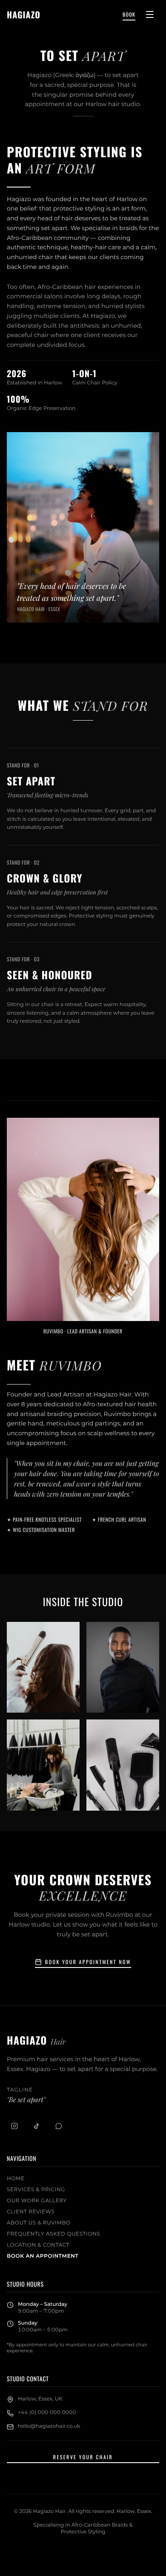 HAGIAZO
BOOK
TO SET APART
Hagiazo (Greek: ἁγιάζω) — to set apart
for a sacred, special purpose. That is
the singular promise behind every
appointment at our Harlow hair studio.
PROTECTIVE STYLING IS
AN ART FORM
Hagiazo was founded in the heart of Harlow on
one belief: that protective styling is an art form,
and every head of hair deserves to be treated as
something set apart. We specialise in braids for the
Afro-Caribbean community — combining
authentic technique, healthy-hair care and a calm,
unhurried chair that keeps our clients coming
back time and again.
Too often, Afro-Caribbean hair experiences in
commercial salons involve long delays, rough
handling, extreme tension, and hurried stylists
juggling multiple clients. At Hagiazo, we
deliberately built the antithesis: an unhurried,
peaceful chair where one client receives our
complete undivided focus.
2026
Established in Harlow
1-ON-1
Calm Chair Policy
100%
Organic Edge Preservation
"Every head of hair deserves to be
treated as something set apart."
HAGIAZO HAIR · ESSEX
WHAT WE STAND FOR
STAND FOR · 01
SET APART
Transcend fleeting micro-trends
We do not believe in hurried turnover. Every grid, part, and
stitch is calculated so you leave intentional, elevated, and
unmistakably yourself.
STAND FOR · 02
CROWN & GLORY
Healthy hair and edge preservation first
Your hair is sacred. We reject tight tension, scorched scalps,
or compromised edges. Protective styling must genuinely
protect your natural crown.
STAND FOR · 03
SEEN & HONOURED
An unhurried chair in a peaceful space
Sitting in our chair is a retreat. Expect warm hospitality,
sincere listening, and a calm atmosphere where you leave
truly restored, not just styled.
RUVIMBO · LEAD ARTISAN & FOUNDER
MEET RUVIMBO
Founder and Lead Artisan at Hagiazo Hair. With
over 8 years dedicated to Afro-textured hair health
and artisanal braiding precision, Ruvimbo brings a
gentle hand, meticulous grid partings, and an
uncompromising focus on scalp wellness to every
single appointment.
"When you sit in my chair, you are not just getting
your hair done. You are taking time for yourself to
rest, be renewed, and wear a style that turns
heads with zero tension on your temples."
✦ PAIN-FREE KNOTLESS SPECIALIST
✦ FRENCH CURL ARTISAN
✦ WIG CUSTOMISATION MASTER
INSIDE THE STUDIO
YOUR CROWN DESERVES
EXCELLENCE
Book your private session with Ruvimbo at our
Harlow studio. Let us show you what it feels like to
truly be set apart.
BOOK YOUR APPOINTMENT NOW
HAGIAZO Hair
Premium hair services in the heart of Harlow,
Essex. Hagiazo — to set apart for a special purpose.
TAGLINE
"Be set apart"
NAVIGATION
HOME
SERVICES & PRICING
OUR WORK GALLERY
CLIENT REVIEWS
ABOUT US & RUVIMBO
FREQUENTLY ASKED QUESTIONS
LOCATION & CONTACT
BOOK AN APPOINTMENT
STUDIO HOURS
Monday – Saturday
9:00am – 7:00pm
Sunday
10:00am – 5:00pm
*By appointment only to maintain our calm, unhurried chair
experience.
STUDIO CONTACT
Harlow, Essex, UK
+44 (0) 000 000 0000
hello@hagiazohair.co.uk
RESERVE YOUR CHAIR
© 2026 Hagiazo Hair. All rights reserved. Harlow, Essex.
Specialising in Afro-Caribbean Braids &
Protective Styling